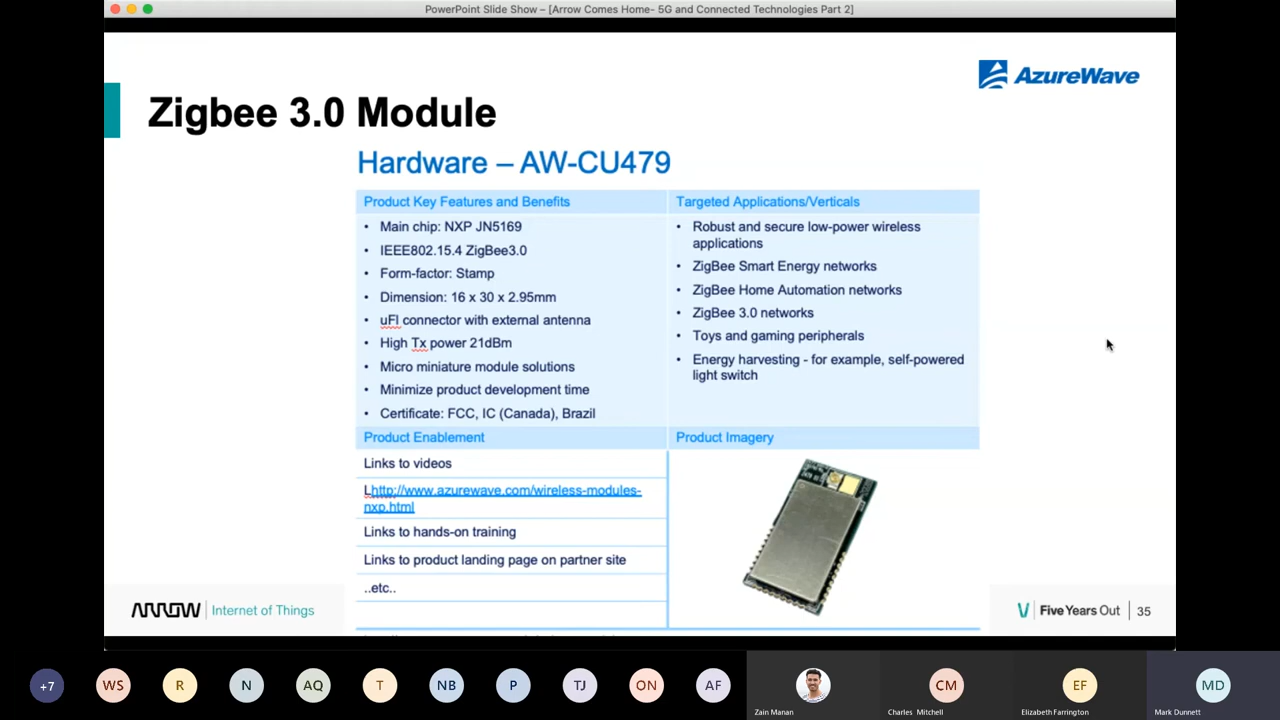 PowerPoint Slide Show – [Arrow Comes Home- 5G and Connected Technologies Part 2]
AzureWave
Zigbee 3.0 Module
Hardware – AW-CU479
Product Key Features and Benefits
• Main chip: NXP JN5169
• IEEE802.15.4 ZigBee3.0
• Form-factor: Stamp
• Dimension: 16 x 30 x 2.95mm
• uFl connector with external antenna
• High Tx power 21dBm
• Micro miniature module solutions
• Minimize product development time
• Certificate: FCC, IC (Canada), Brazil
Targeted Applications/Verticals
• Robust and secure low-power wireless
applications
• ZigBee Smart Energy networks
• ZigBee Home Automation networks
• ZigBee 3.0 networks
• Toys and gaming peripherals
• Energy harvesting - for example, self-powered
light switch
Product Enablement
Links to videos
Lhttp://www.azurewave.com/wireless-modules-
nxp.html
Links to hands-on training
Links to product landing page on partner site
..etc..
Product Imagery
ARROW | Internet of Things
Five Years Out | 35
+7
WS
R
N
AQ
T
NB
P
TJ
ON
AF
Zain Manan
CM
Charles Mitchell
EF
Elizabeth Farrington
MD
Mark Dunnett